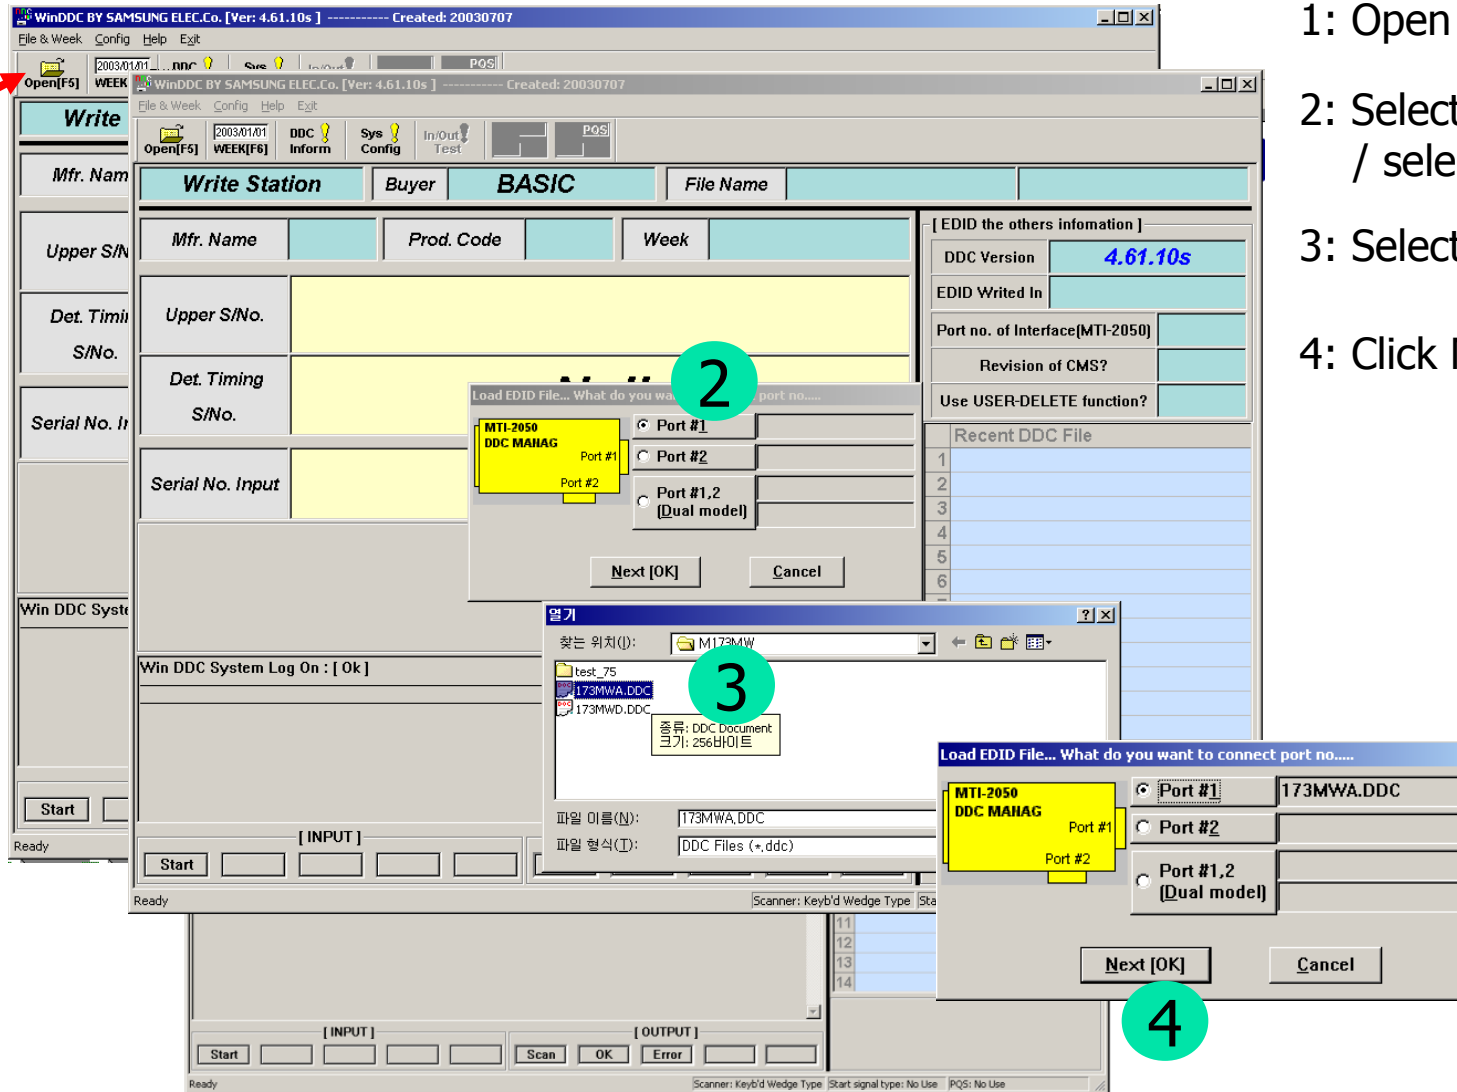 WinDDC BY SAMSUNG ELEC.Co. [Ver: 4.61.10s ] ----------- Created: 20030707
File & Week Config Help Exit
Open[F5]
2003/01/01
WEEK
DDC
Sys
In/Out
PQS
Write
Mfr. Nam
Upper S/N
Det. Timi
S/No.
Serial No. I
Win DDC Syste
Start
Ready
WinDDC BY SAMSUNG ELEC.Co. [Ver: 4.61.10s ] ----------- Created: 20030707
File & Week Config Help Exit
Open[F5]
2003/01/01
WEEK[F6]
DDC
Inform
Sys
Config
In/Out
Test
PQS
Write Station
Buyer
BASIC
File Name
Mfr. Name
Prod. Code
Week
Upper S/No.
Det. Timing
S/No.
Serial No. Input
[ EDID the others infomation ]
DDC Version
4.61.10s
EDID Writed In
Port no. of Interface(MTI-2050)
Revision of CMS?
Use USER-DELETE function?
Recent DDC File
1
2
3
4
5
6
2
Load EDID File... What do you wa
port no.....
MTI-2050
DDC MANAG
Port #1
Port #2
Port #1
Port #2
Port #1,2
(Dual model)
Next [OK]
Cancel
열기
찾는 위치(I):
M173MW
test_75
173MWA.DDC
173MWD.DDC
3
종류: DDC Document
크기: 256바이트
파일 이름(N):
173MWA.DDC
파일 형식(T):
DDC Files (*.ddc)
Win DDC System Log On : [ Ok ]
[ INPUT ]
Start
Ready
Scanner: Keyb'd Wedge Type
Sta
Load EDID File... What do you want to connect port no.....
MTI-2050
DDC MANAG
Port #1
Port #2
Port #1
173MWA.DDC
Port #2
Port #1,2
(Dual model)
Next [OK]
Cancel
4
11
12
13
14
[ INPUT ]
[ OUTPUT ]
Start
Scan
OK
Error
Ready
Scanner: Keyb'd Wedge Type
Start signal type: No Use
PQS: No Use
1: Open
2: Select
/ sele
3: Select
4: Click